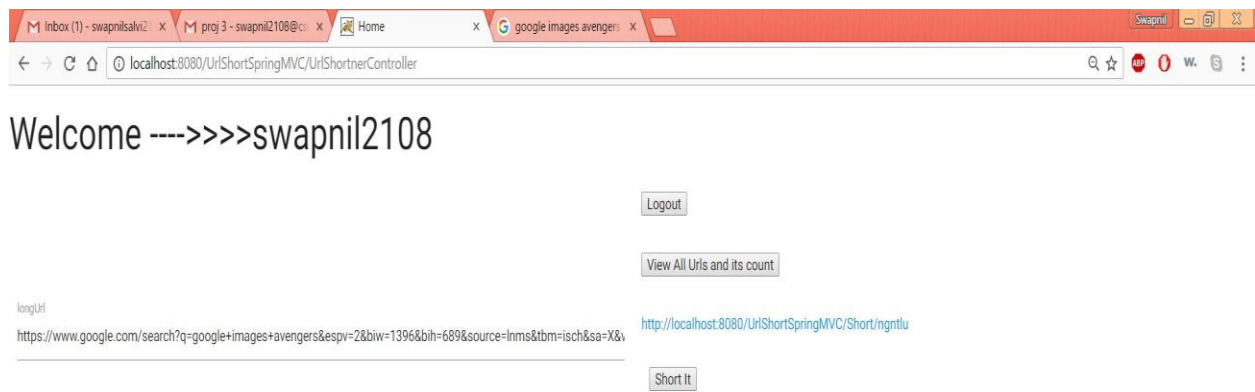 Inbox (1) - swapnilsalvi2
proj 3 - swapnil2108@cs
Home
google images avengers
Swapnil
localhost:8080/UrlShortSpringMVC/UrlShortnerController
ABP
W.
Welcome ---->>>>swapnil2108
Logout
View All Urls and its count
longUrl
http://localhost:8080/UrlShortSpringMVC/Short/ngntlu
https://www.google.com/search?q=google+images+avengers&espv=2&biw=1396&bih=689&source=lnms&tbm=isch&sa=X&v
Short It